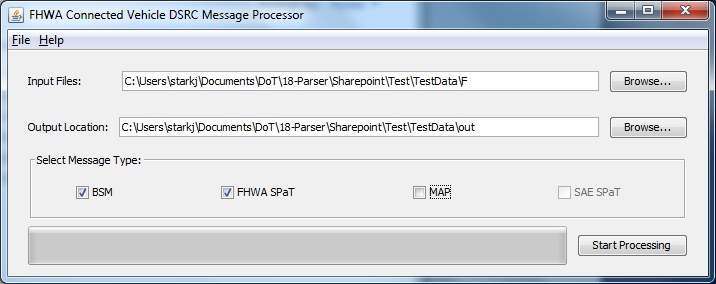 FHWA Connected Vehicle DSRC Message Processor
File Help
Input Files: C:\Users\starkj\Documents\DoT\18-Parser\Sharepoint\Test\TestData\F Browse...
Output Location: C:\Users\starkj\Documents\DoT\18-Parser\Sharepoint\Test\TestData\out Browse...
Select Message Type:
BSM FHWA SPaT MAP SAE SPaT
Start Processing